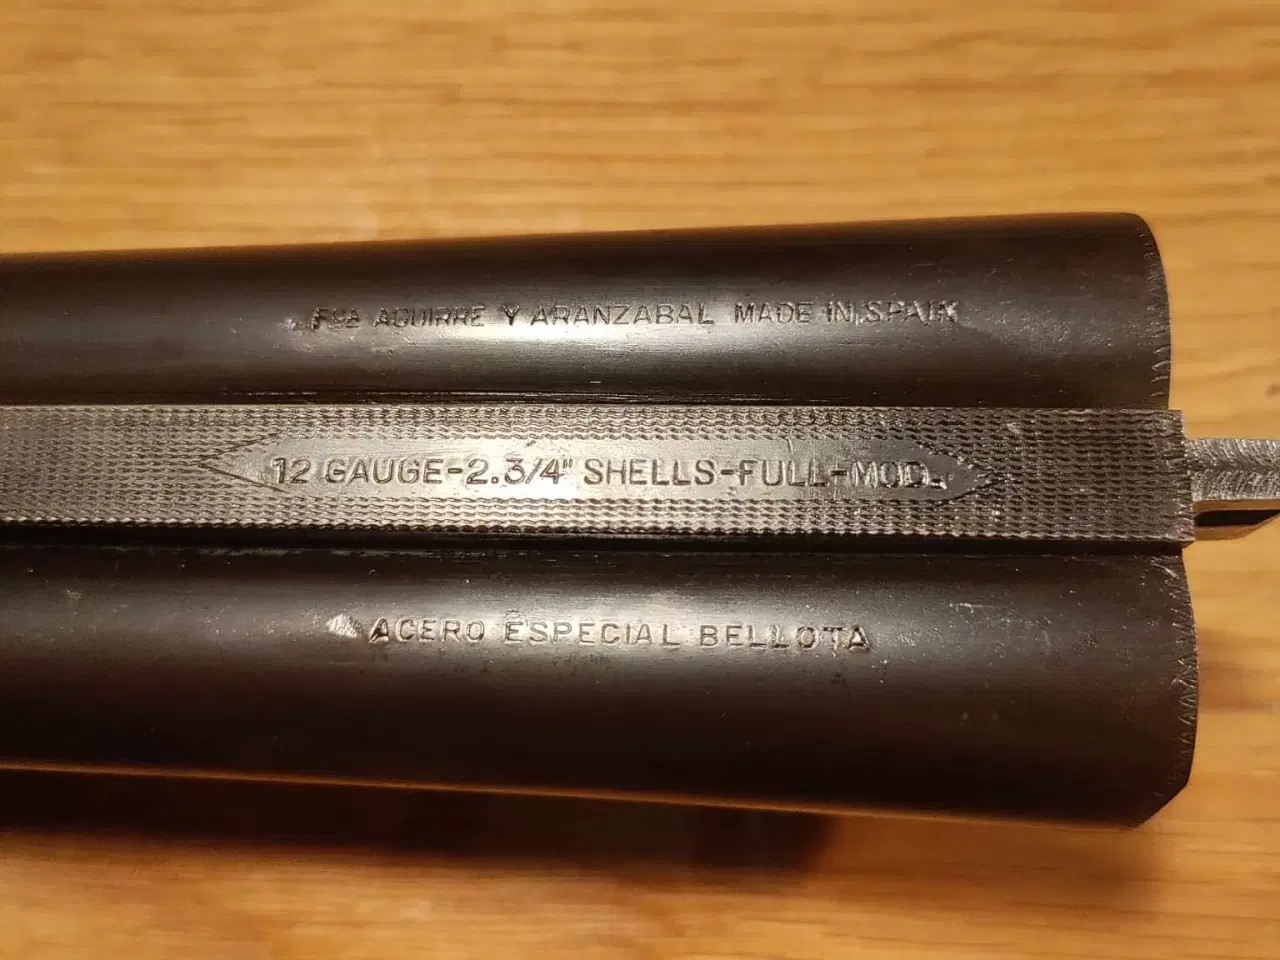 Fca AGUIRRE Y ARANZABAL MADE IN SPAIN
12 GAUGE-2.3/4" SHELLS-FULL-MOD.
ACERO ESPECIAL BELLOTA